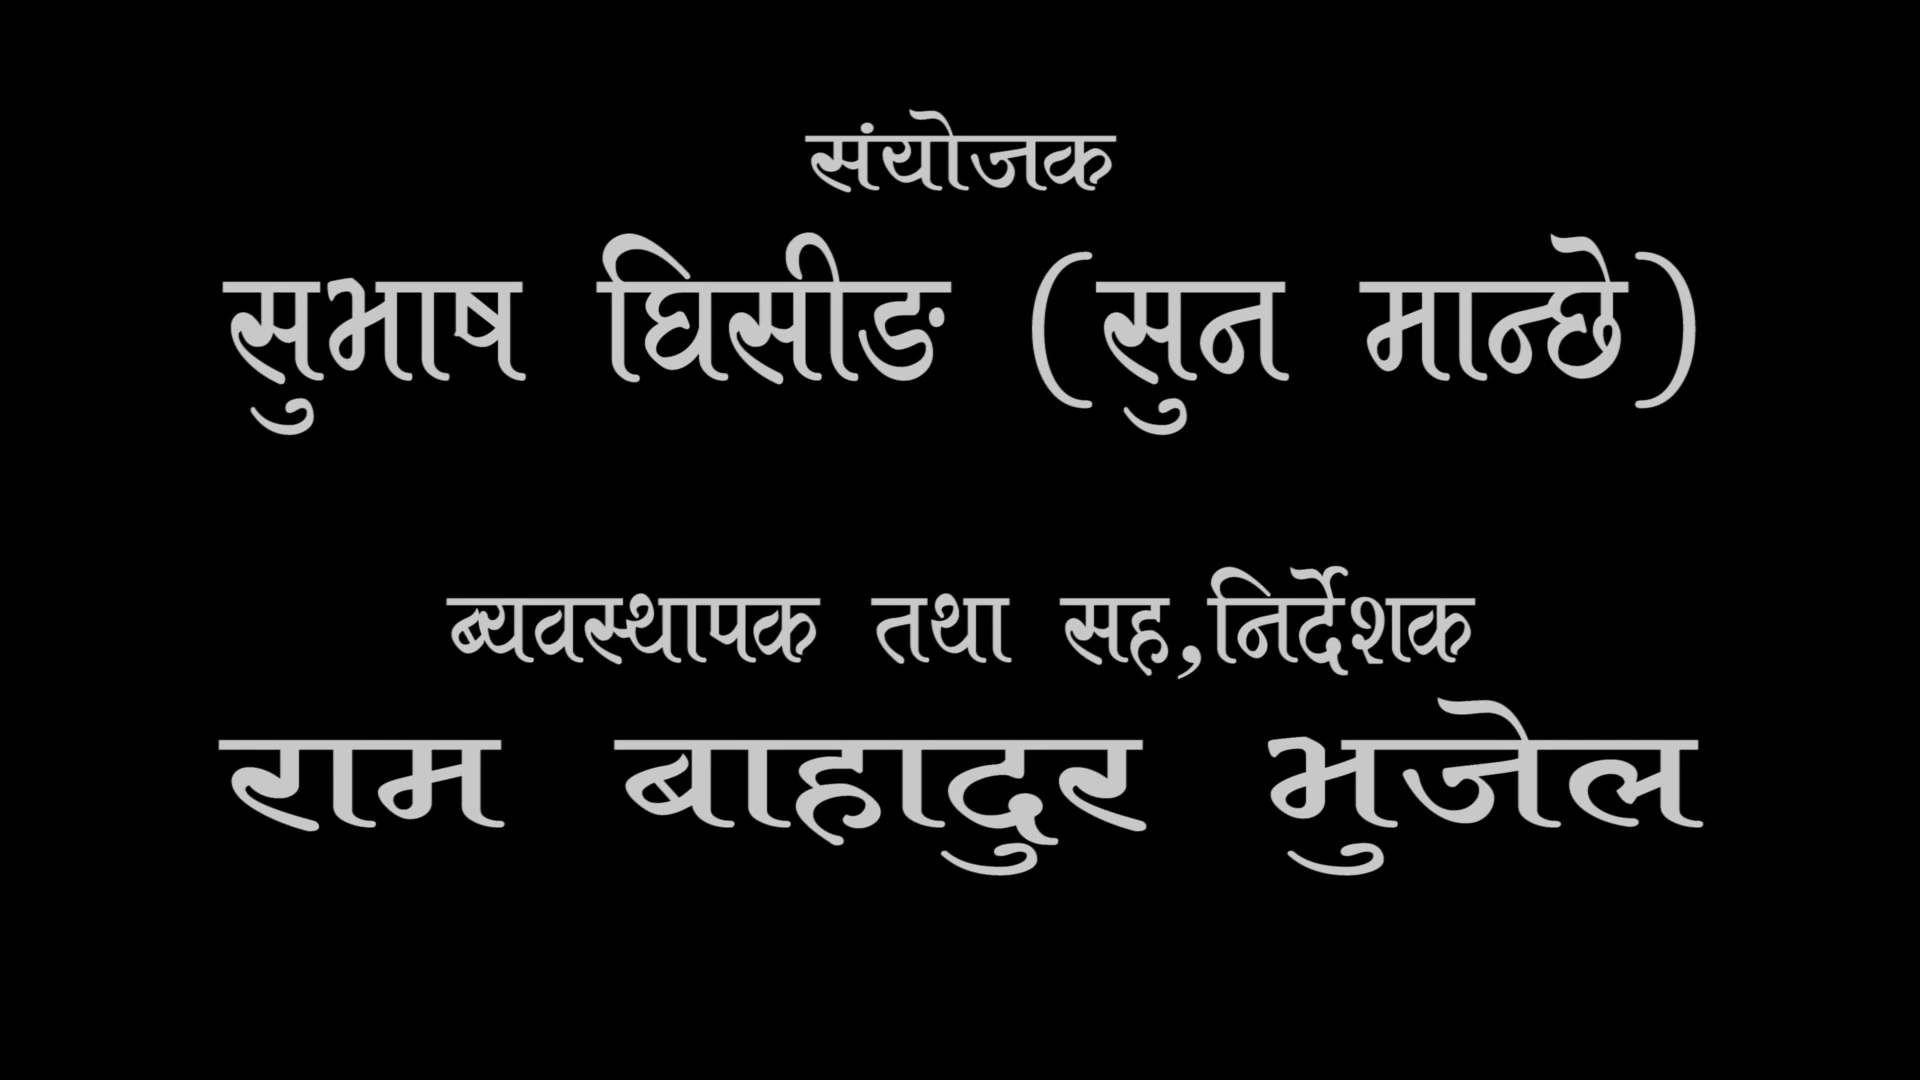 संयोजक
सुभाष घिसीङ (सुन मान्छे)
ब्यवस्थापक तथा सह,निर्देशक
राम बाहादुर भुजेल